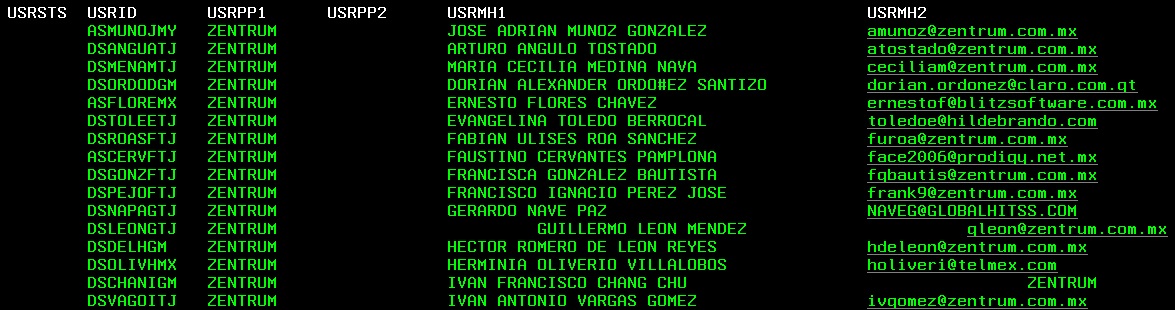 USRSTS USRID USRPP1 USRPP2 USRMH1 USRMH2
ASMUNOJMY ZENTRUM JOSE ADRIAN MUNOZ GONZALEZ amunoz@zentrum.com.mx
DSANGUATJ ZENTRUM ARTURO ANGULO TOSTADO atostado@zentrum.com.mx
DSMENAMTJ ZENTRUM MARIA CECILIA MEDINA NAVA ceciliam@zentrum.com.mx
DSORDODGM ZENTRUM DORIAN ALEXANDER ORDO#EZ SANTIZO dorian.ordonez@claro.com.gt
ASFLOREMX ZENTRUM ERNESTO FLORES CHAVEZ ernestof@blitzsoftware.com.mx
DSTOLEETJ ZENTRUM EVANGELINA TOLEDO BERROCAL toledoe@hildebrando.com
DSROASFTJ ZENTRUM FABIAN ULISES ROA SANCHEZ furoa@zentrum.com.mx
ASCERVFTJ ZENTRUM FAUSTINO CERVANTES PAMPLONA face2006@prodigy.net.mx
DSGONZFTJ ZENTRUM FRANCISCA GONZALEZ BAUTISTA fgbautis@zentrum.com.mx
DSPEJOFTJ ZENTRUM FRANCISCO IGNACIO PEREZ JOSE frank9@zentrum.com.mx
DSNAPAGTJ ZENTRUM GERARDO NAVE PAZ NAVEG@GLOBALHITSS.COM
DSLEONGTJ ZENTRUM GUILLERMO LEON MENDEZ gleon@zentrum.com.mx
DSDELHGM ZENTRUM HECTOR ROMERO DE LEON REYES hdeleon@zentrum.com.mx
DSOLIVHMX ZENTRUM HERMINIA OLIVERIO VILLALOBOS holiveri@telmex.com
DSCHANIGM ZENTRUM IVAN FRANCISCO CHANG CHU ZENTRUM
DSVAGOITJ ZENTRUM IVAN ANTONIO VARGAS GOMEZ ivgomez@zentrum.com.mx